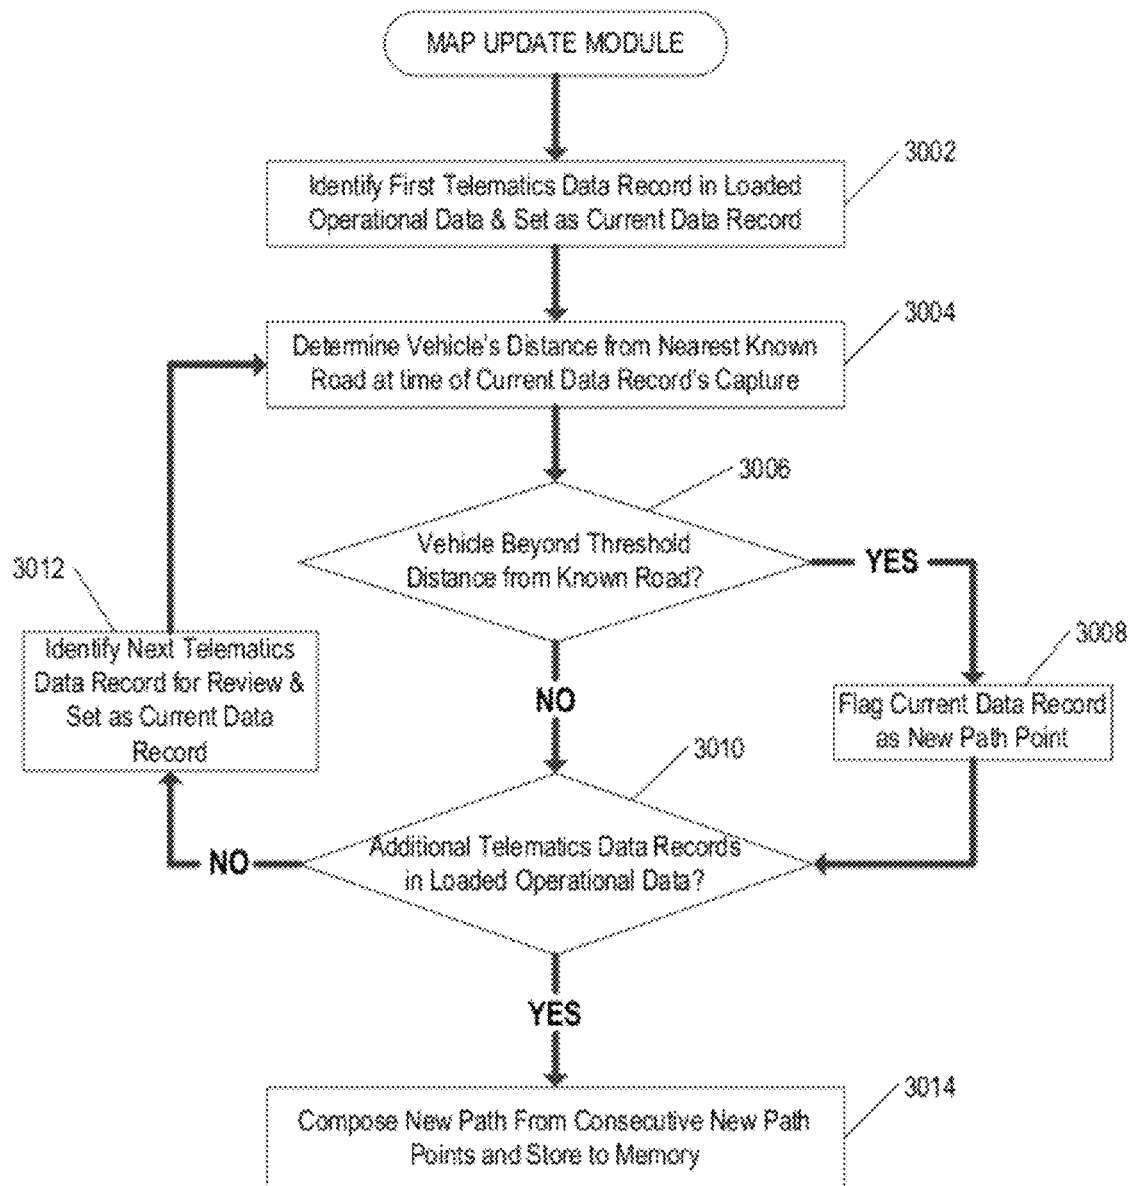 MAP UPDATE MODULE
3002
Identify First Telematics Data Record in Loaded
Operational Data & Set as Current Data Record
3004
Determine Vehicle's Distance from Nearest Known
Road at time of Current Data Record's Capture
3006
Vehicle Beyond Threshold
Distance from Known Road?
YES
3012
Identify Next Telematics
Data Record for Review &
Set as Current Data
Record
3008
Flag Current Data Record
as New Path Point
NO
3010
Additional Telematics Data Records
in Loaded Operational Data?
NO
YES
3014
Compose New Path From Consecutive New Path
Points and Store to Memory